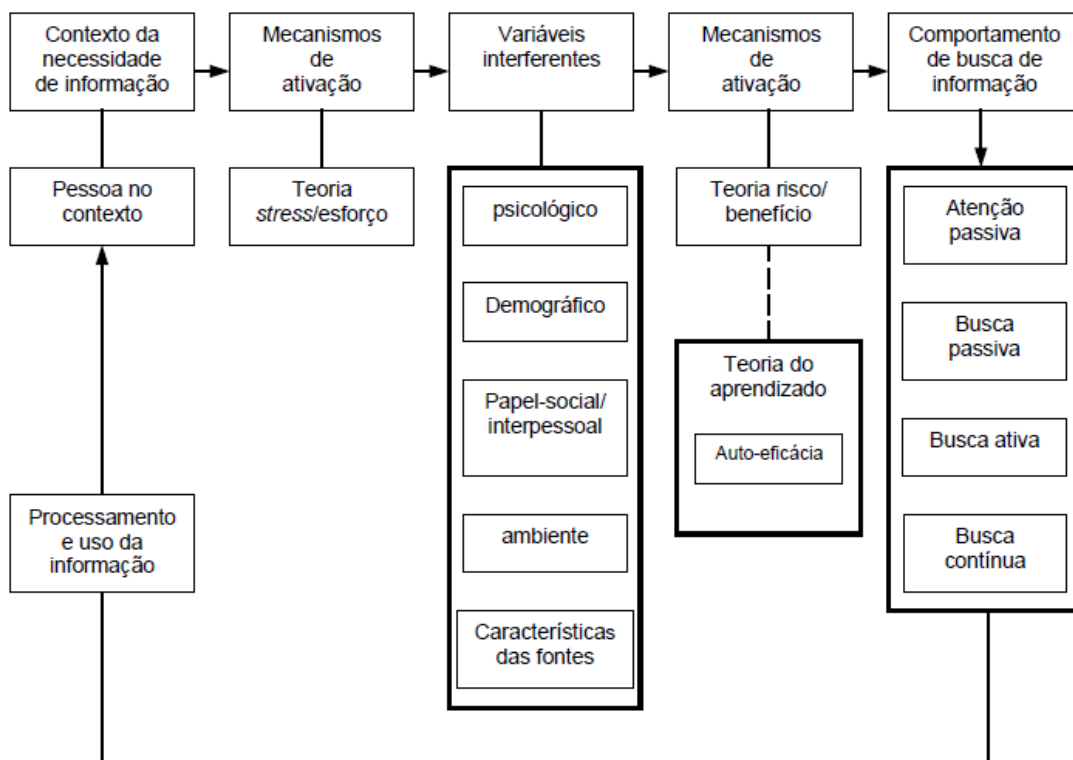 Contexto da
necessidade
de informação
Mecanismos
de
ativação
Variáveis
interferentes
Mecanismos
de
ativação
Comportamento
de busca de
informação
Pessoa no
contexto
Teoria
stress/esforço
psicológico
Demográfico
Papel-social/
interpessoal
ambiente
Características
das fontes
Teoria risco/
benefício
Teoria do
aprendizado
Auto-eficácia
Atenção
passiva
Busca
passiva
Busca ativa
Busca
contínua
Processamento
e uso da
informação